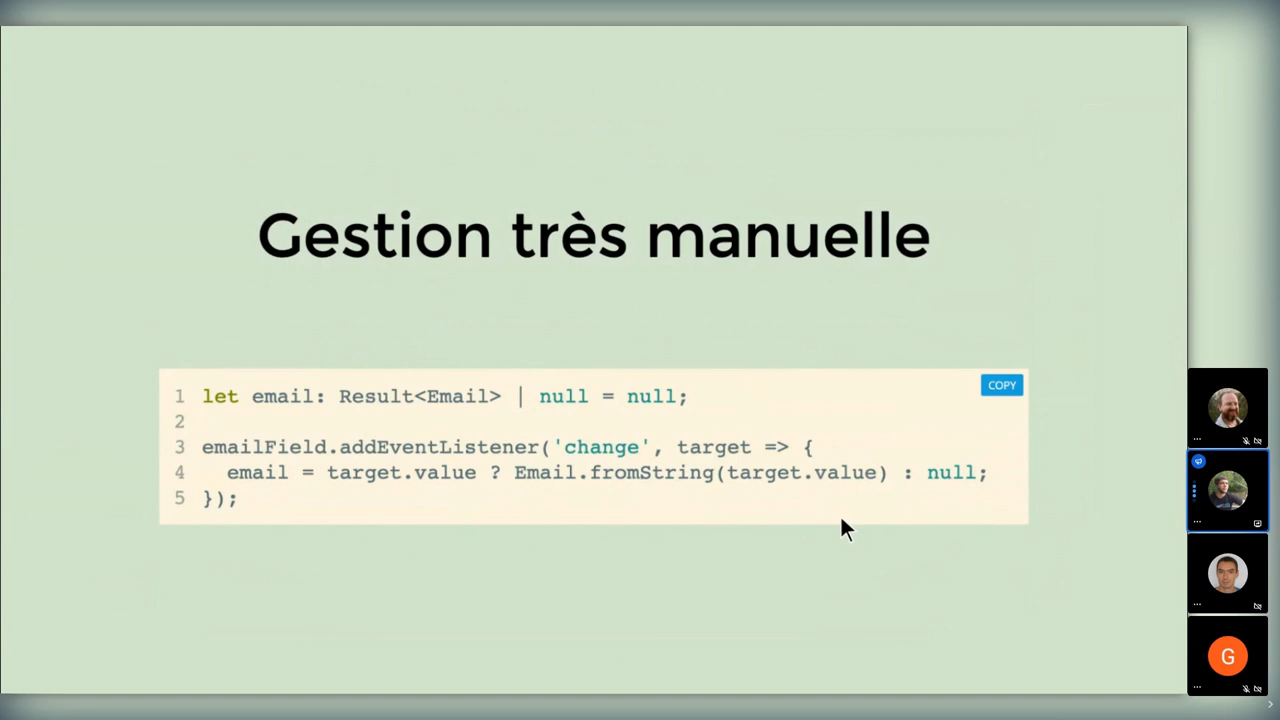 Gestion très manuelle
COPY
1 let email: Result<Email> | null = null;
2
3 emailField.addEventListener('change', target => {
4   email = target.value ? Email.fromString(target.value) : null;
5 });
G